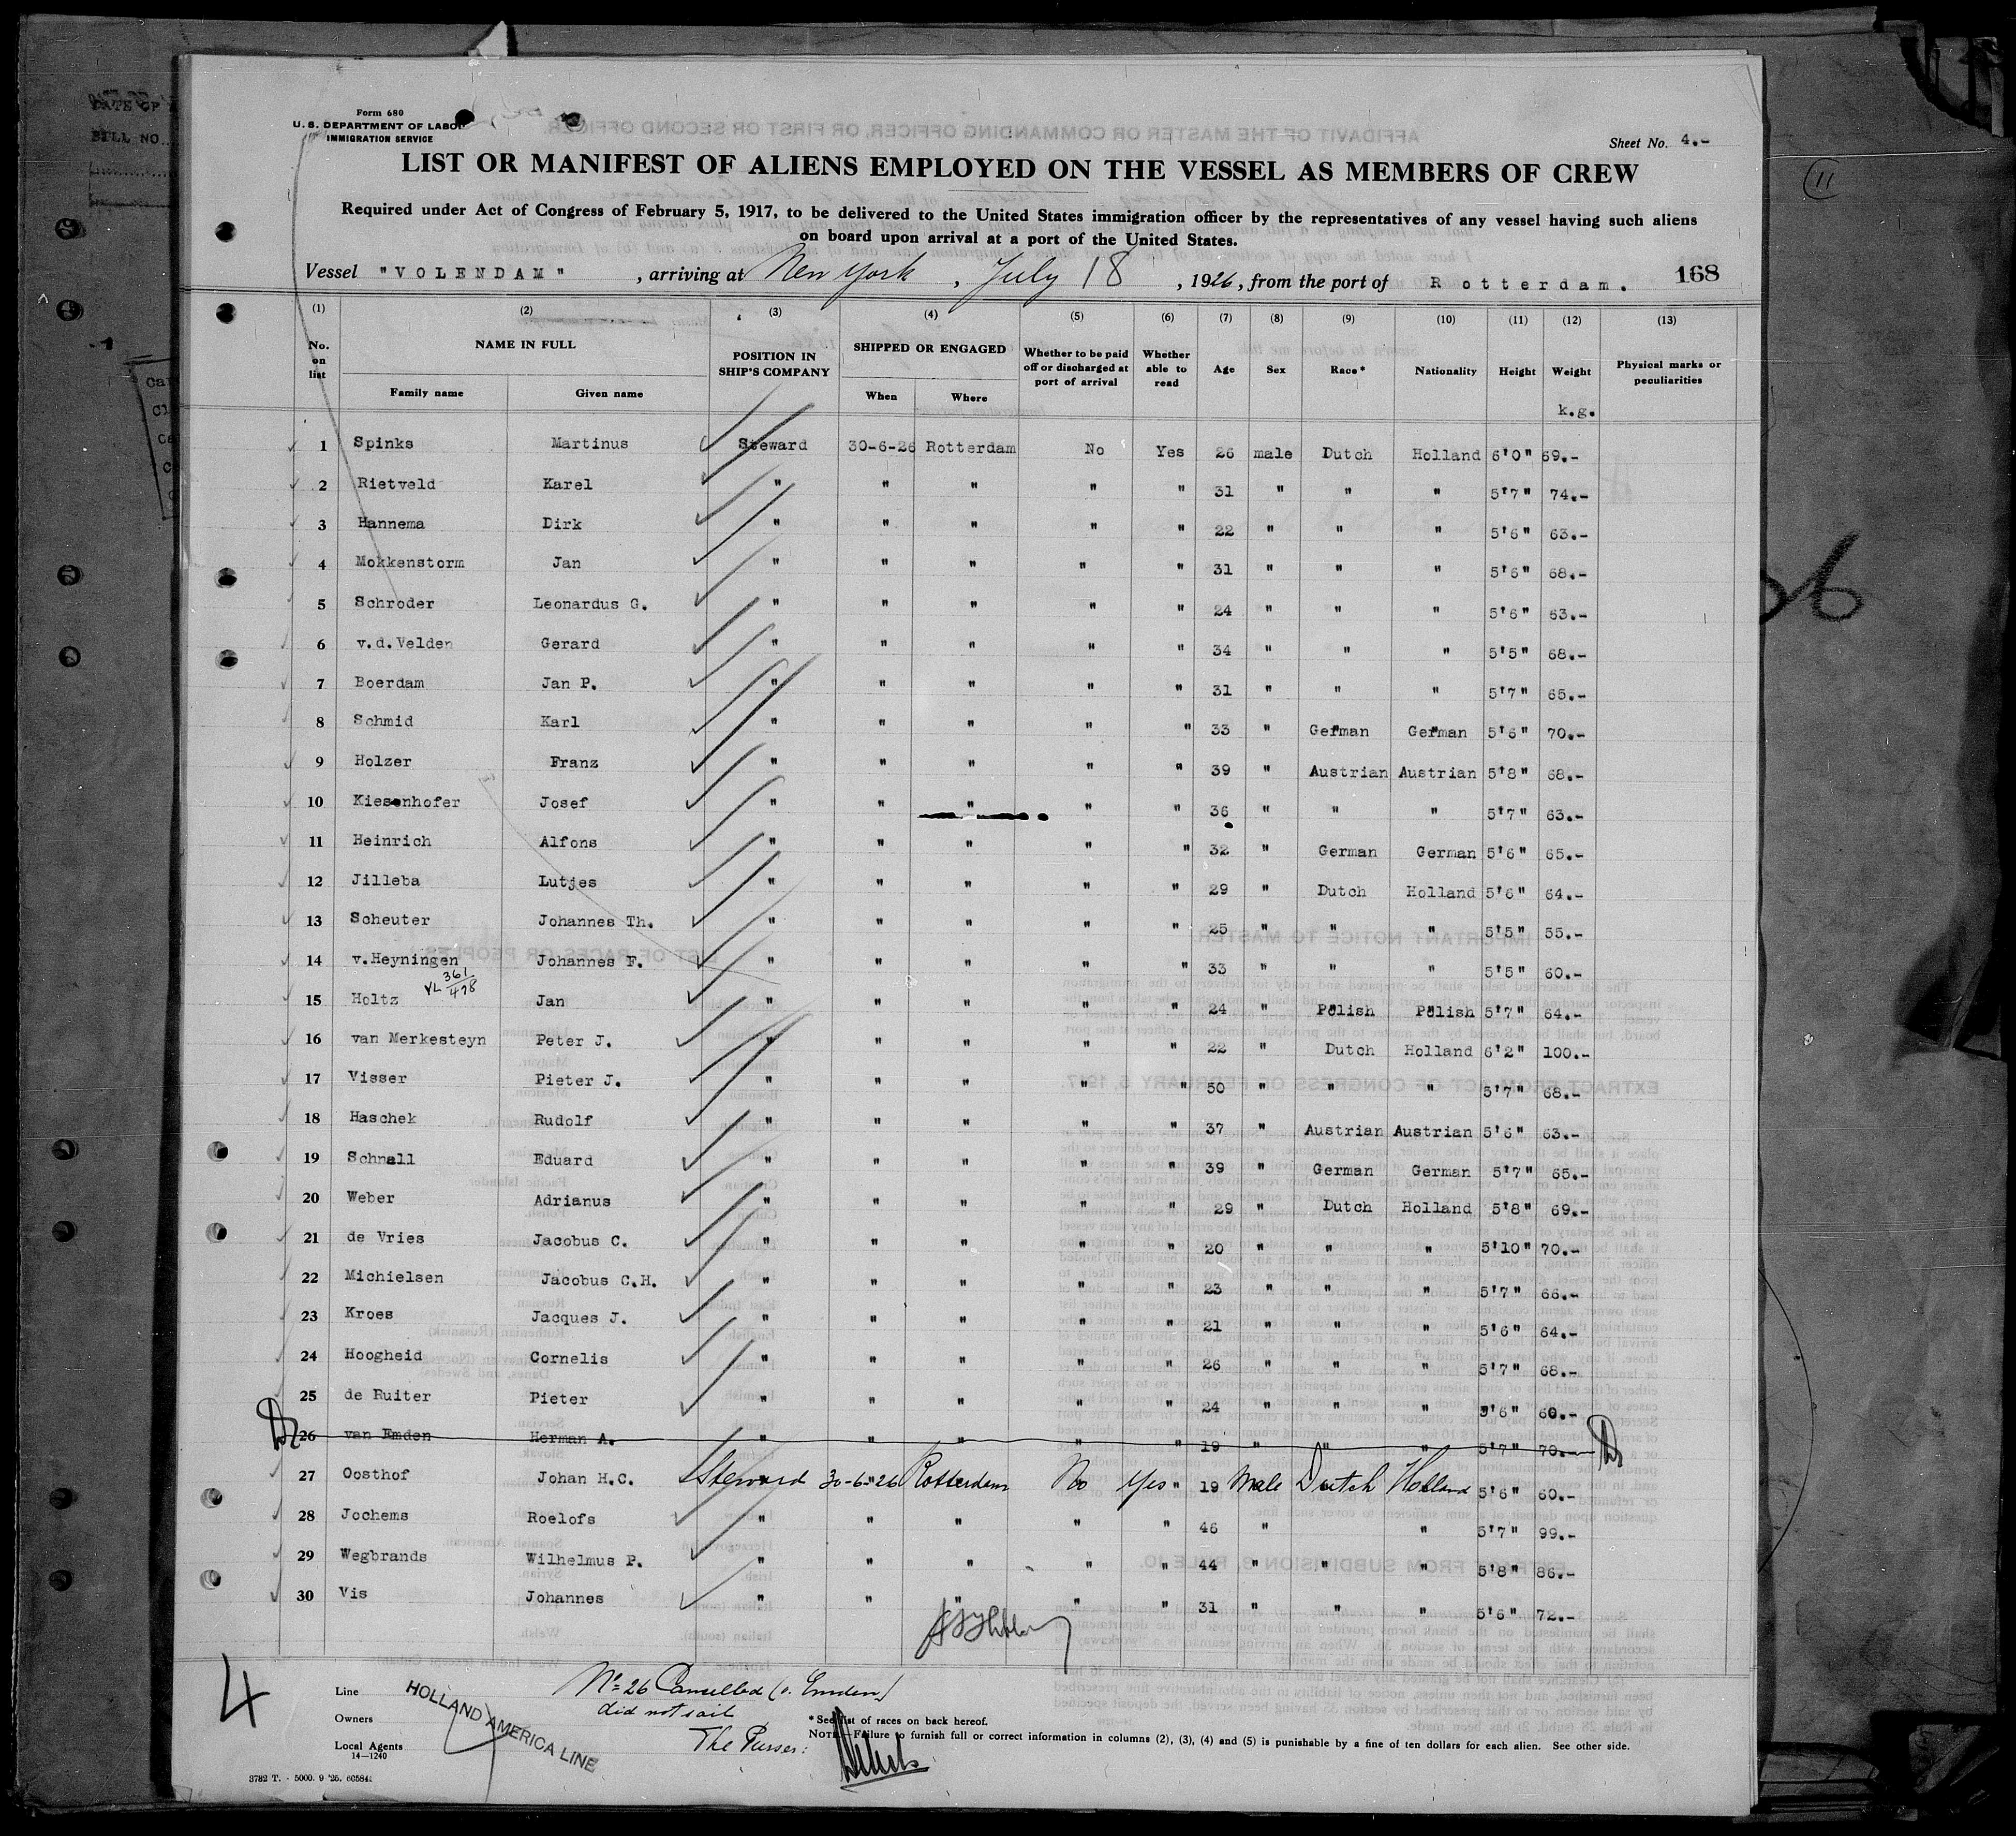 DATE OF
BILL NO.
Form 680
U. S. DEPARTMENT OF LABOR
IMMIGRATION SERVICE
Sheet No. 4.-
LIST OR MANIFEST OF ALIENS EMPLOYED ON THE VESSEL AS MEMBERS OF CREW
Required under Act of Congress of February 5, 1917, to be delivered to the United States immigration officer by the representatives of any vessel having such aliens
on board upon arrival at a port of the United States.
Vessel "VOLENDAM", arriving at New York, July 18, 1926, from the port of Rotterdam. 168
11
(1) (2) (3) (4) (5) (6) (7) (8) (9) (10) (11) (12) (13)
No. on list NAME IN FULL POSITION IN SHIP'S COMPANY SHIPPED OR ENGAGED Whether to be paid off or discharged at port of arrival Whether able to read Age Sex Race* Nationality Height Weight Physical marks or peculiarities
Family name Given name When Where k.g.
1 Spinks Martinus Steward 30-6-26 Rotterdam No Yes 26 male Dutch Holland 6'0" 69.-
2 Rietveld Karel " " " " " 31 " " " 5'7" 74.-
3 Hannema Dirk " " " " " 22 " " " 5'6" 63.-
4 Mokkenstorm Jan " " " " " 31 " " " 5'6" 68.-
5 Schroder Leonardus G. " " " " " 24 " " " 5'6" 63.-
6 v.d.Velden Gerard " " " " " 34 " " " 5'5" 68.-
7 Boerdam Jan P. " " " " " 31 " " " 5'7" 65.-
8 Schmid Karl " " " " " 33 " German German 5'6" 70.-
9 Holzer Franz " " " " " 39 " Austrian Austrian 5'8" 68.-
10 Kiesenhofer Josef " " " " " 36 " " " 5'7" 63.-
11 Heinrich Alfons " " " " " 32 " German German 5'6" 65.-
12 Jilleba Lutjes " " " " " 29 " Dutch Holland 5'6" 64.-
13 Scheuter Johannes Th. " " " " " 25 " " " 5'5" 55.-
14 v.Heyningen Johannes F. " " " " " 33 " " " 5'5" 60.-
VL 361/478
15 Holtz Jan " " " " " 24 " Polish Polish 5'7" 64.-
16 van Merkesteyn Peter J. " " " " " 22 " Dutch Holland 6'2" 100.-
17 Visser Pieter J. " " " " " 50 " " " 5'7" 68.-
18 Haschek Rudolf " " " " " 37 " Austrian Austrian 5'6" 63.-
19 Schnall Eduard " " " " " 39 " German German 5'7" 65.-
20 Weber Adrianus " " " " " 29 " Dutch Holland 5'8" 69.-
21 de Vries Jacobus C. " " " " " 20 " " " 5'10" 70.-
22 Michielsen Jacobus C.H. " " " " " 23 " " " 5'7" 66.-
23 Kroes Jacques J. " " " " " 21 " " " 5'6" 64.-
24 Hoogheid Cornelis " " " " " 26 " " " 5'7" 68.-
25 de Ruiter Pieter " " " " " 24 " " " 5'6" 60.-
26 van Emden Herman A. " " " " " 19 " " " 5'7" 70.-
27 Oosthof Johan H.C. Steward 30-6-26 Rotterdam No Yes " 19 Male Dutch Holland 5'6" 60.-
28 Jochems Roelofs " " " " " 46 " " 5'7" 99.-
29 Wegbrands Wilhelmus P. " " " " " 44 " " " 5'8" 86.-
30 Vis Johannes " " " " " 31 " " " 5'6" 72.-
4
Line
Owners
Local Agents
HOLLAND AMERICA LINE
No 26 Cancelled (v. Emden)
did not sail
The Purser:
* See list of races on back hereof.
NOTE.—Failure to furnish full or correct information in columns (2), (3), (4) and (5) is punishable by a fine of ten dollars for each alien. See other side.
14—1240